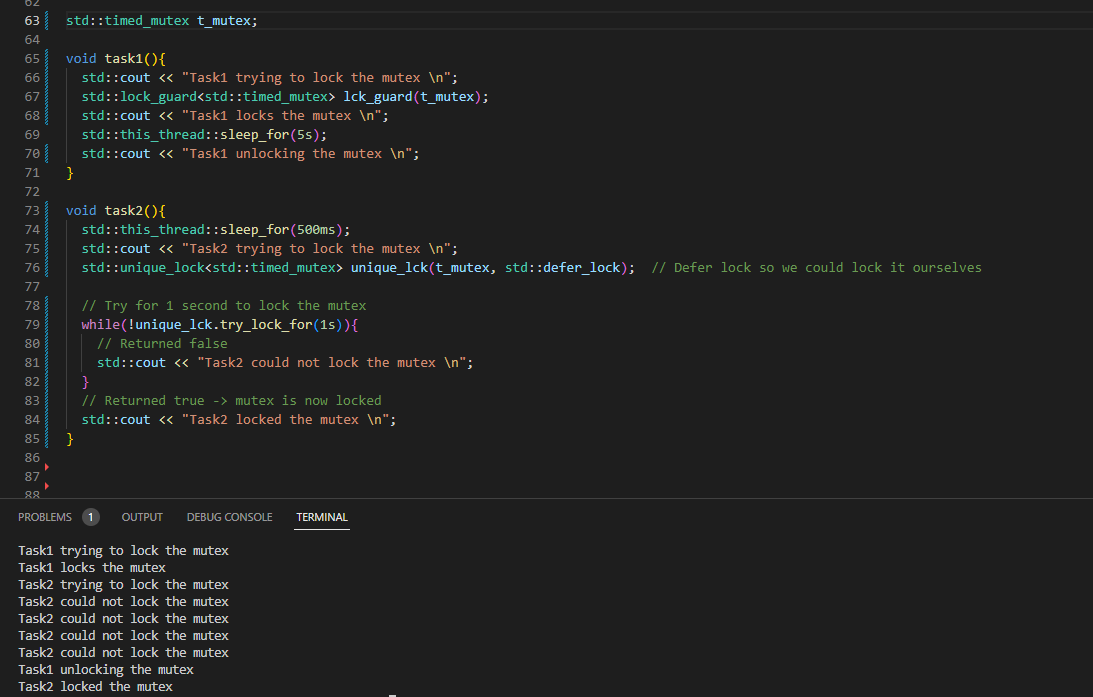 62
63 std::timed_mutex t_mutex;
64
65 void task1(){
66   std::cout << "Task1 trying to lock the mutex \n";
67   std::lock_guard<std::timed_mutex> lck_guard(t_mutex);
68   std::cout << "Task1 locks the mutex \n";
69   std::this_thread::sleep_for(5s);
70   std::cout << "Task1 unlocking the mutex \n";
71 }
72
73 void task2(){
74   std::this_thread::sleep_for(500ms);
75   std::cout << "Task2 trying to lock the mutex \n";
76   std::unique_lock<std::timed_mutex> unique_lck(t_mutex, std::defer_lock);  // Defer lock so we could lock it ourselves
77
78   // Try for 1 second to lock the mutex
79   while(!unique_lck.try_lock_for(1s)){
80     // Returned false
81     std::cout << "Task2 could not lock the mutex \n";
82   }
83   // Returned true -> mutex is now locked
84   std::cout << "Task2 locked the mutex \n";
85 }
86
87
88
PROBLEMS 1 OUTPUT DEBUG CONSOLE TERMINAL
Task1 trying to lock the mutex
Task1 locks the mutex
Task2 trying to lock the mutex
Task2 could not lock the mutex
Task2 could not lock the mutex
Task2 could not lock the mutex
Task2 could not lock the mutex
Task1 unlocking the mutex
Task2 locked the mutex